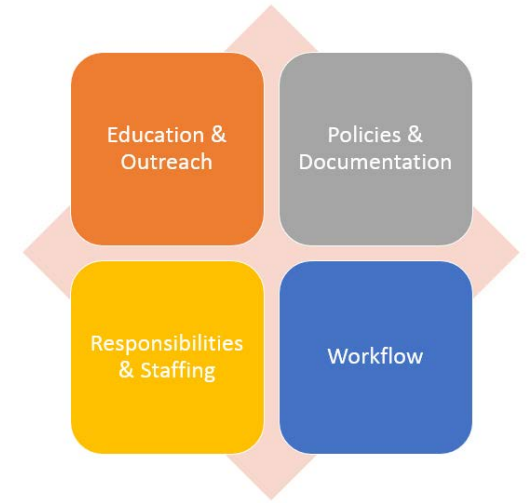 Education &
Outreach
Policies &
Documentation
Responsibilities
& Staffing
Workflow